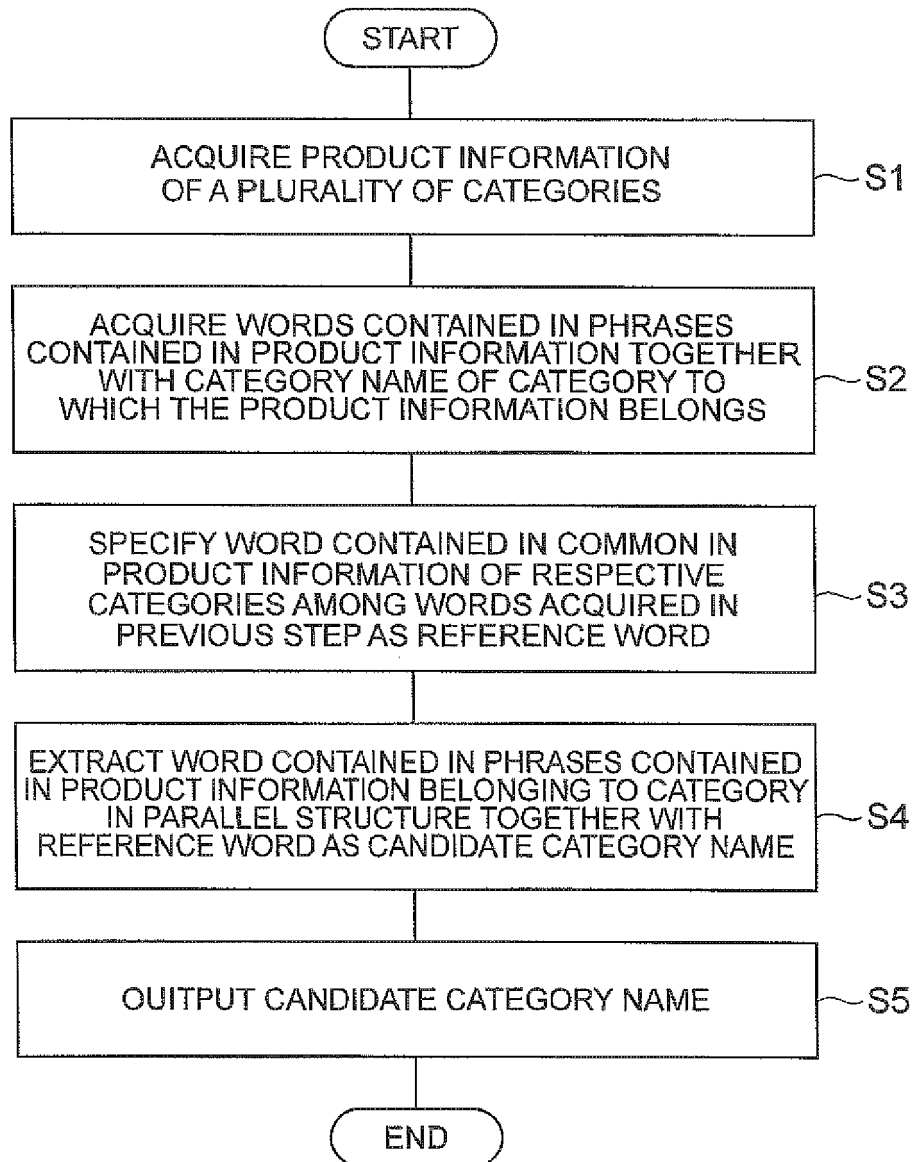 START
ACQUIRE PRODUCT INFORMATION
OF A PLURALITY OF CATEGORIES
S1
ACQUIRE WORDS CONTAINED IN PHRASES
CONTAINED IN PRODUCT INFORMATION TOGETHER
WITH CATEGORY NAME OF CATEGORY TO
WHICH THE PRODUCT INFORMATION BELONGS
S2
SPECIFY WORD CONTAINED IN COMMON IN
PRODUCT INFORMATION OF RESPECTIVE
CATEGORIES AMONG WORDS ACQUIRED IN
PREVIOUS STEP AS REFERENCE WORD
S3
EXTRACT WORD CONTAINED IN PHRASES CONTAINED
IN PRODUCT INFORMATION BELONGING TO CATEGORY
IN PARALLEL STRUCTURE TOGETHER WITH
REFERENCE WORD AS CANDIDATE CATEGORY NAME
S4
OUITPUT CANDIDATE CATEGORY NAME
S5
END